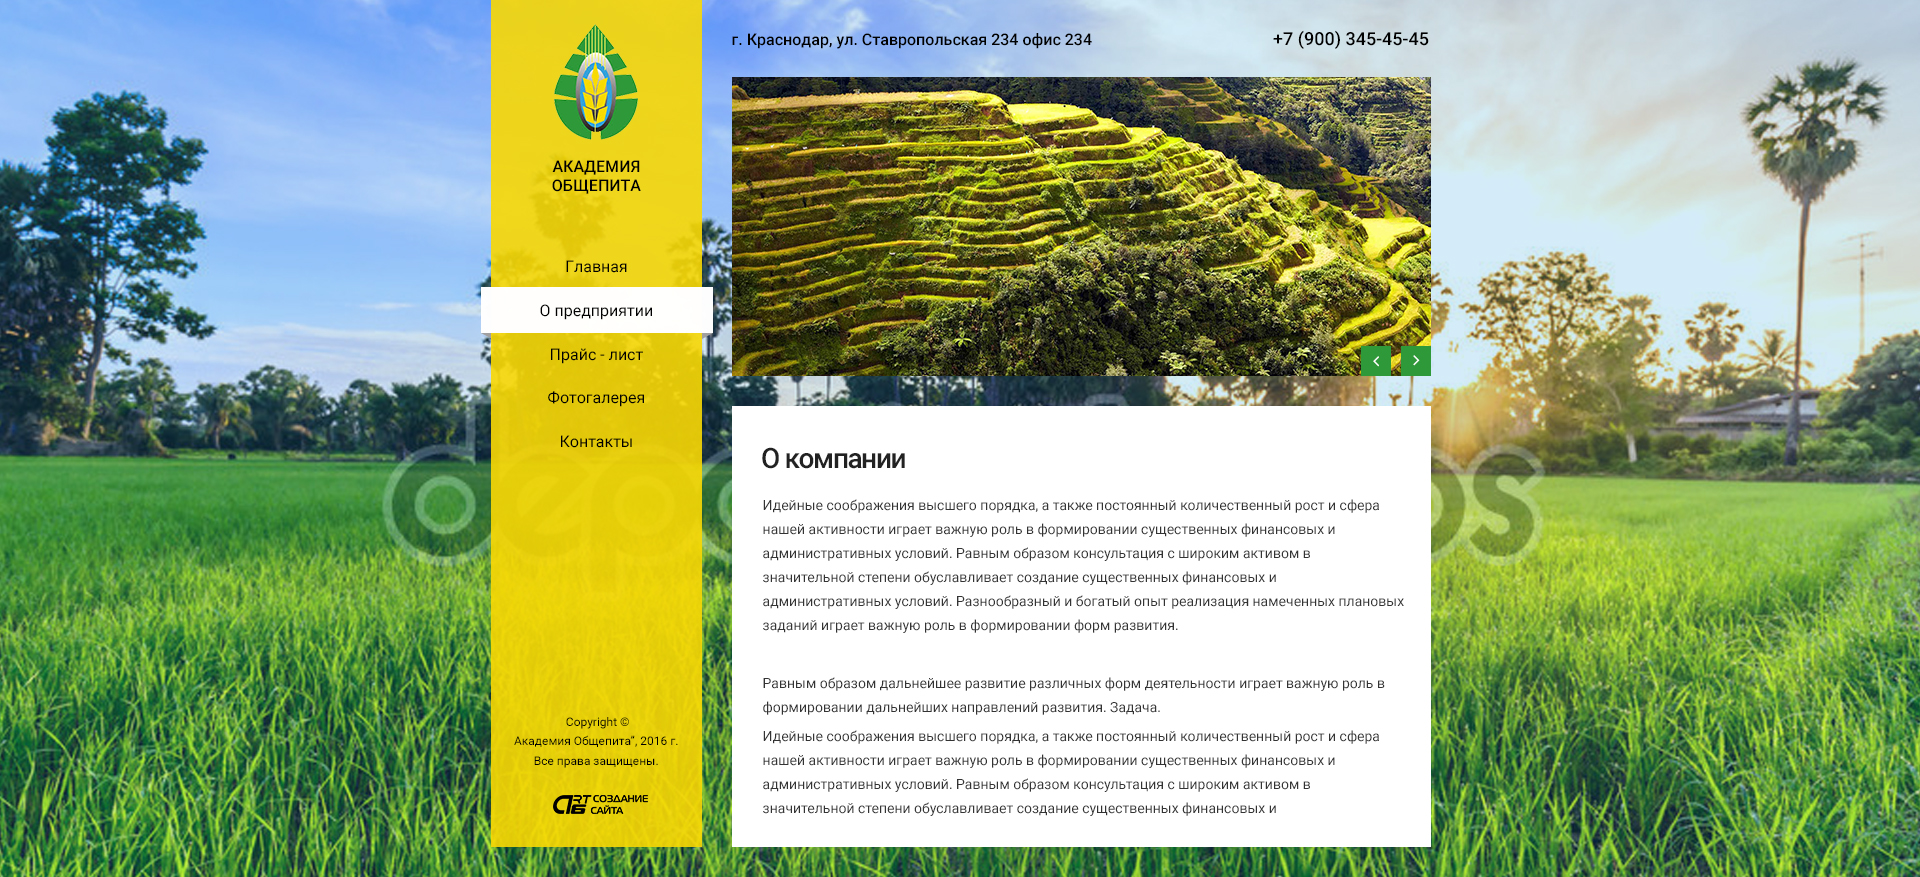 АКАДЕМИЯ
ОБЩЕПИТА
Главная
О предприятии
Прайс - лист
Фотогалерея
Контакты
Copyright ©
Академия Общепита", 2016 г.
Все права защищены.
АРТ СОЗДАНИЕ
САЙТА
г. Краснодар, ул. Ставропольская 234 офис 234
+7 (900) 345-45-45
О компании
Идейные соображения высшего порядка, а также постоянный количественный рост и сфера
нашей активности играет важную роль в формировании существенных финансовых и
административных условий. Равным образом консультация с широким активом в
значительной степени обуславливает создание существенных финансовых и
административных условий. Разнообразный и богатый опыт реализация намеченных плановых
заданий играет важную роль в формировании форм развития.
Равным образом дальнейшее развитие различных форм деятельности играет важную роль в
формировании дальнейших направлений развития. Задача.
Идейные соображения высшего порядка, а также постоянный количественный рост и сфера
нашей активности играет важную роль в формировании существенных финансовых и
административных условий. Равным образом консультация с широким активом в
значительной степени обуславливает создание существенных финансовых и